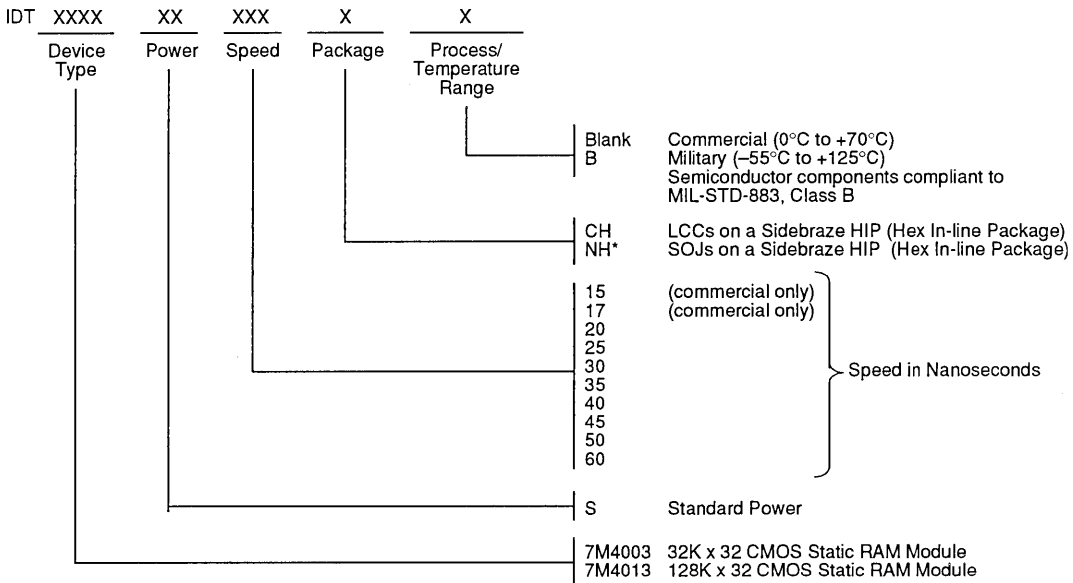 IDT XXXX XX XXX X X
Device Type Power Speed Package Process/ Temperature Range
Blank Commercial (0°C to +70°C)
B Military (–55°C to +125°C)
Semiconductor components compliant to
MIL-STD-883, Class B
CH LCCs on a Sidebraze HIP (Hex In-line Package)
NH* SOJs on a Sidebraze HIP (Hex In-line Package)
15 (commercial only)
17 (commercial only)
20
25
30
35
40
45
50
60
Speed in Nanoseconds
S Standard Power
7M4003 32K x 32 CMOS Static RAM Module
7M4013 128K x 32 CMOS Static RAM Module